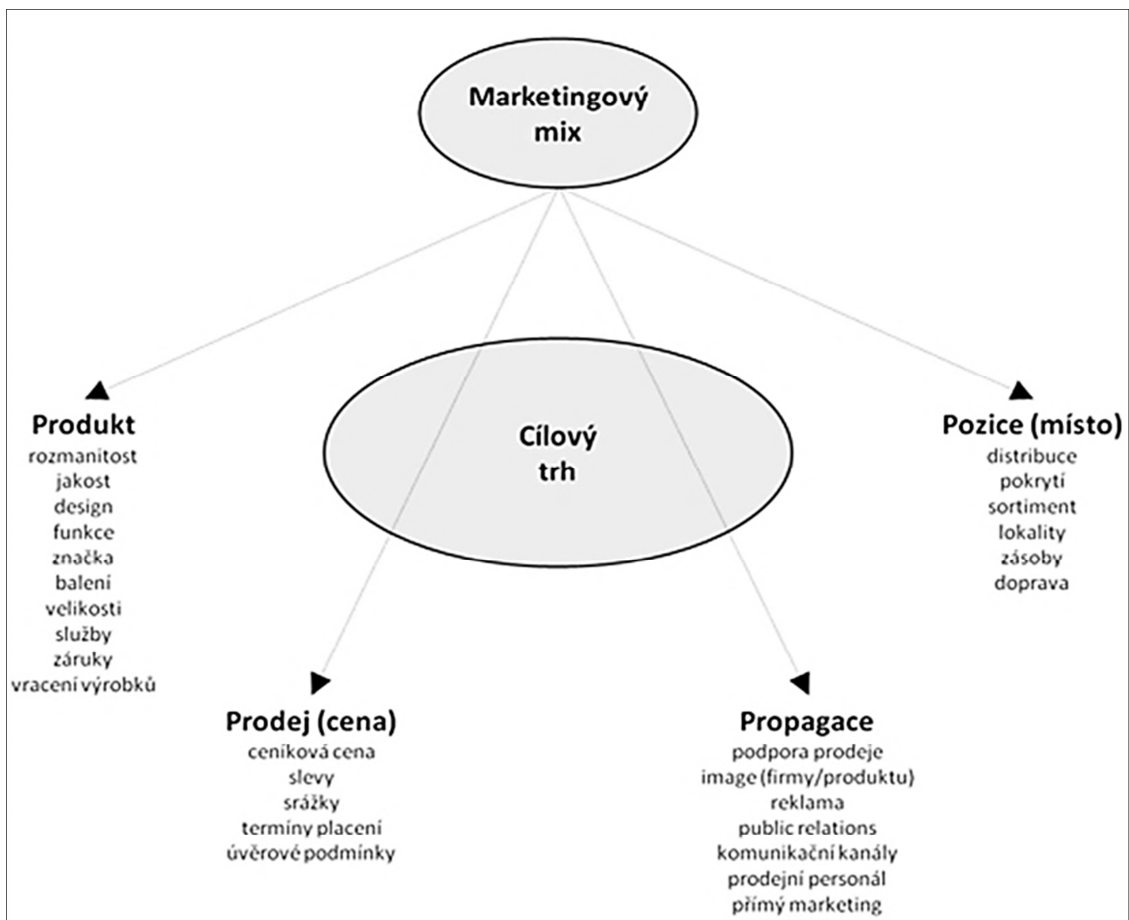 Marketingový
mix
Cílový
trh
Produkt
rozmanitost
jakost
design
funkce
značka
balení
velikosti
služby
záruky
vracení výrobků
Prodej (cena)
ceníková cena
slevy
srážky
termíny placení
úvěrové podmínky
Propagace
podpora prodeje
image (firmy/produktu)
reklama
public relations
komunikační kanály
prodejní personál
přímý marketing
Pozice (místo)
distribuce
pokrytí
sortiment
lokality
zásoby
doprava